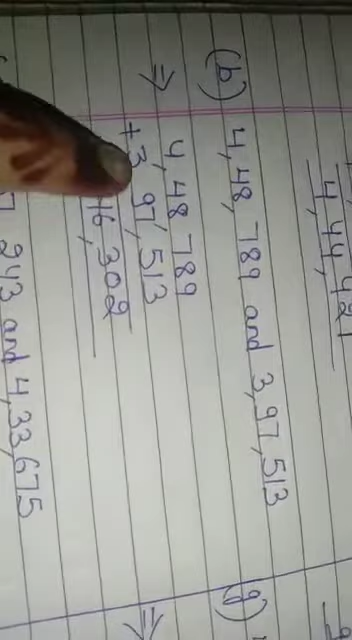 4,44,421
(b) 4,48,789 and 3,97,513
⇒ 4,48,789
+3,97,513
46,302
243 and 4,33,675
(g)
⇒